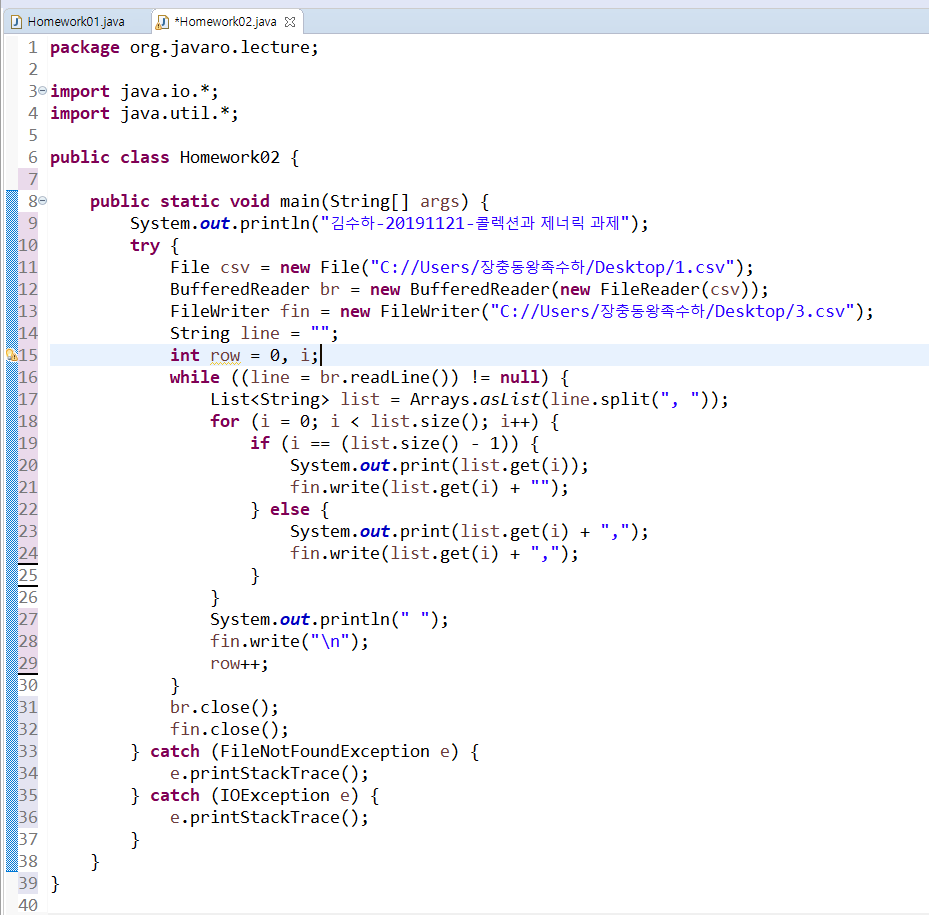 Homework01.java *Homework02.java
1 package org.javaro.lecture;
2
3 import java.io.*;
4 import java.util.*;
5
6 public class Homework02 {
7
8     public static void main(String[] args) {
9         System.out.println("김수하-20191121-콜렉션과 제너릭 과제");
10         try {
11             File csv = new File("C://Users/장충동왕족수하/Desktop/1.csv");
12             BufferedReader br = new BufferedReader(new FileReader(csv));
13             FileWriter fin = new FileWriter("C://Users/장충동왕족수하/Desktop/3.csv");
14             String line = "";
15             int row = 0, i;
16             while ((line = br.readLine()) != null) {
17                 List<String> list = Arrays.asList(line.split(", "));
18                 for (i = 0; i < list.size(); i++) {
19                     if (i == (list.size() - 1)) {
20                         System.out.print(list.get(i));
21                         fin.write(list.get(i) + "");
22                     } else {
23                         System.out.print(list.get(i) + ",");
24                         fin.write(list.get(i) + ",");
25                     }
26                 }
27                 System.out.println(" ");
28                 fin.write("\n");
29                 row++;
30             }
31             br.close();
32             fin.close();
33         } catch (FileNotFoundException e) {
34             e.printStackTrace();
35         } catch (IOException e) {
36             e.printStackTrace();
37         }
38     }
39 }
40